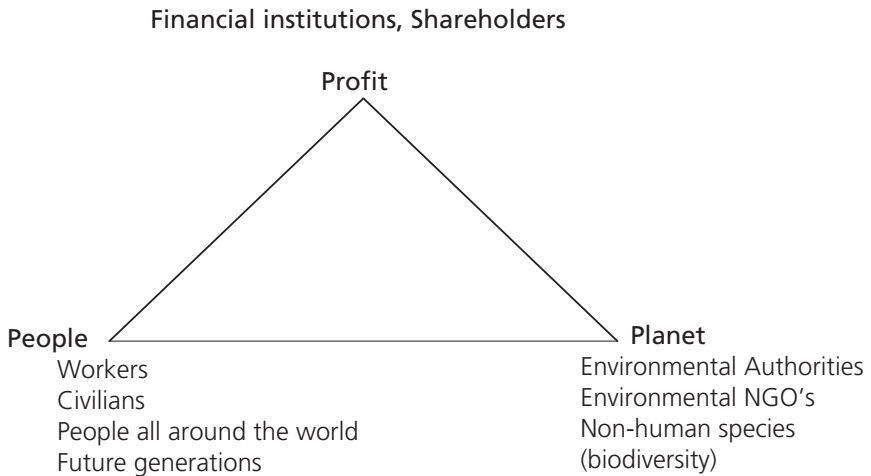 Financial institutions, Shareholders
Profit
People
Workers
Civilians
People all around the world
Future generations
Planet
Environmental Authorities
Environmental NGO’s
Non-human species
(biodiversity)